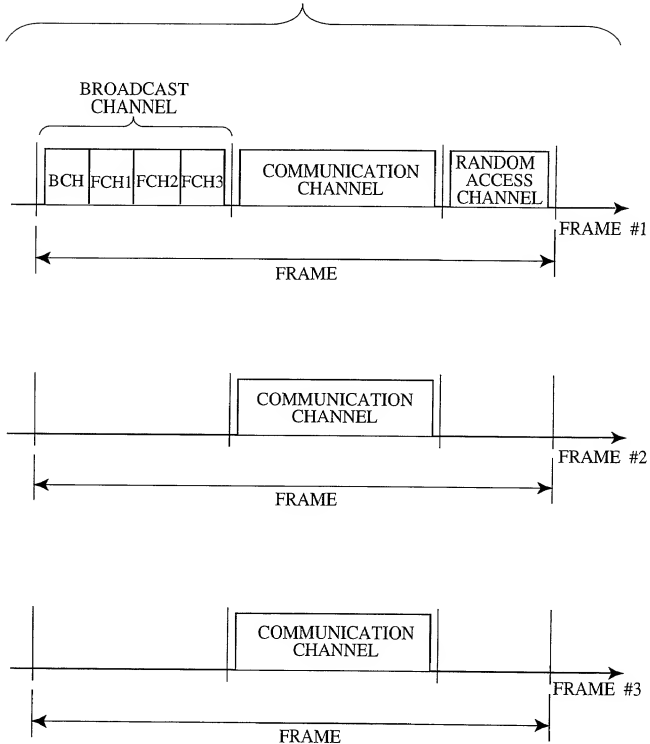 BROADCAST
CHANNEL
BCH FCH1 FCH2 FCH3
COMMUNICATION
CHANNEL
RANDOM
ACCESS
CHANNEL
FRAME #1
FRAME
COMMUNICATION
CHANNEL
FRAME #2
FRAME
COMMUNICATION
CHANNEL
FRAME #3
FRAME